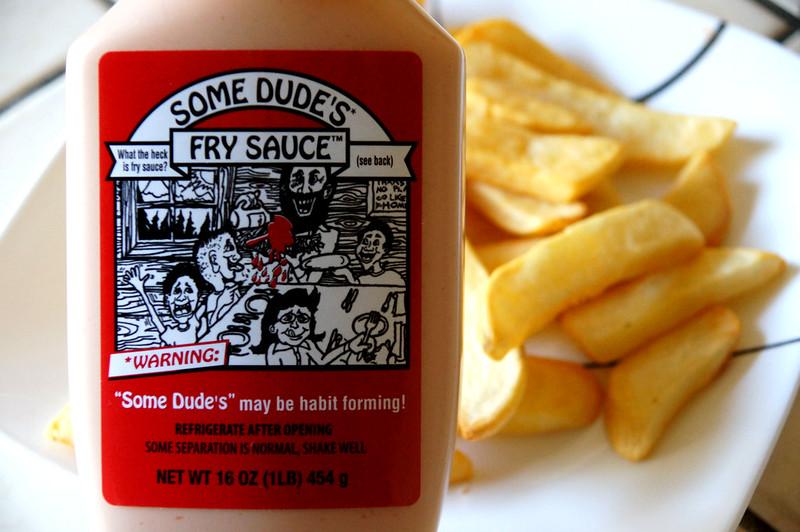 SOME DUDE'S*
FRY SAUCE™
What the heck
is fry sauce?
(see back)
*WARNING:
"Some Dude's" may be habit forming!
REFRIGERATE AFTER OPENING
SOME SEPARATION IS NORMAL, SHAKE WELL
NET WT 16 OZ (1LB) 454 g